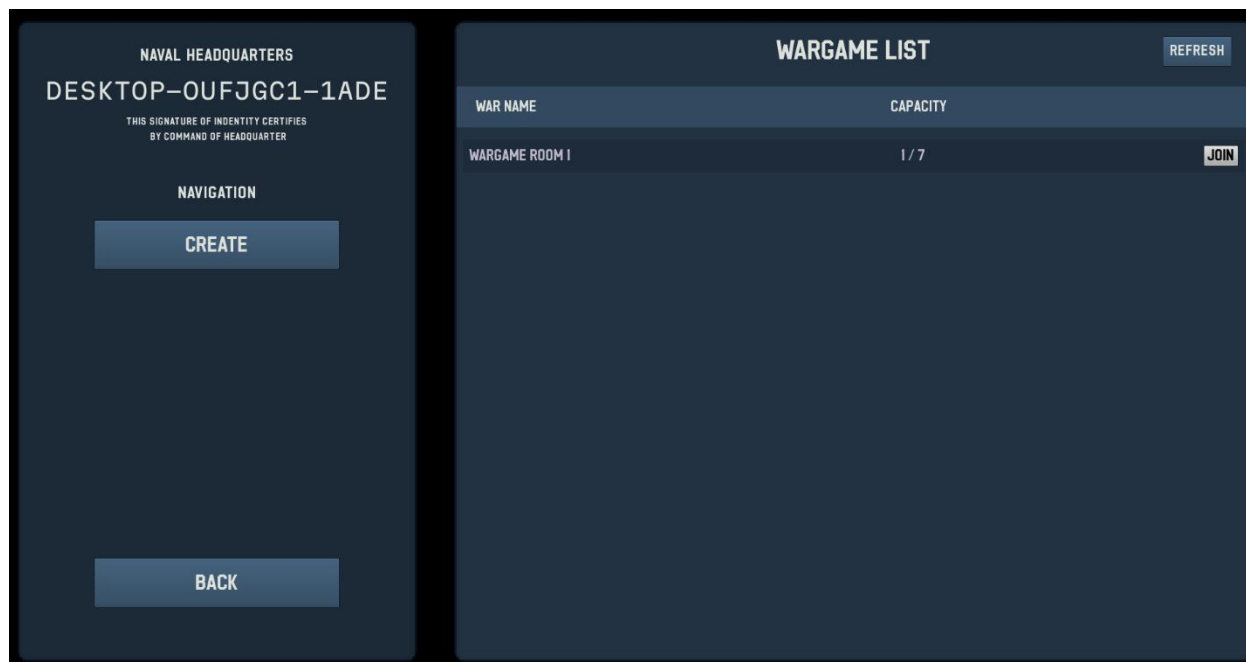 NAVAL HEADQUARTERS
DESKTOP-OUFJGC1-1ADE
THIS SIGNATURE OF INDENTITY CERTIFIES
BY COMMAND OF HEADQUARTER
NAVIGATION
CREATE
BACK
WARGAME LIST
REFRESH
WAR NAME CAPACITY
WARGAME ROOM 1 1/7 JOIN